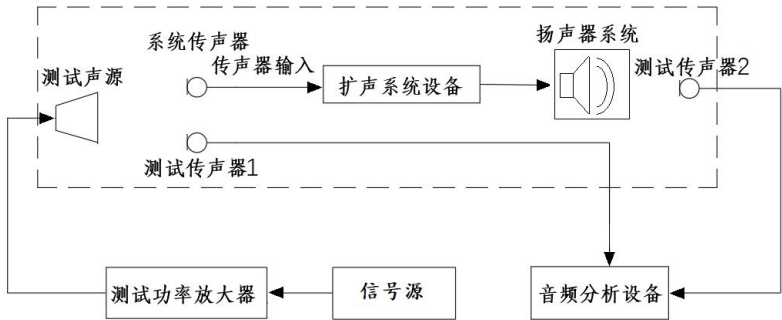 系统传声器
扬声器系统
测试声源
传声器输入
测试传声器2
扩声系统设备
测试传声器1
测试功率放大器
信号源
音频分析设备